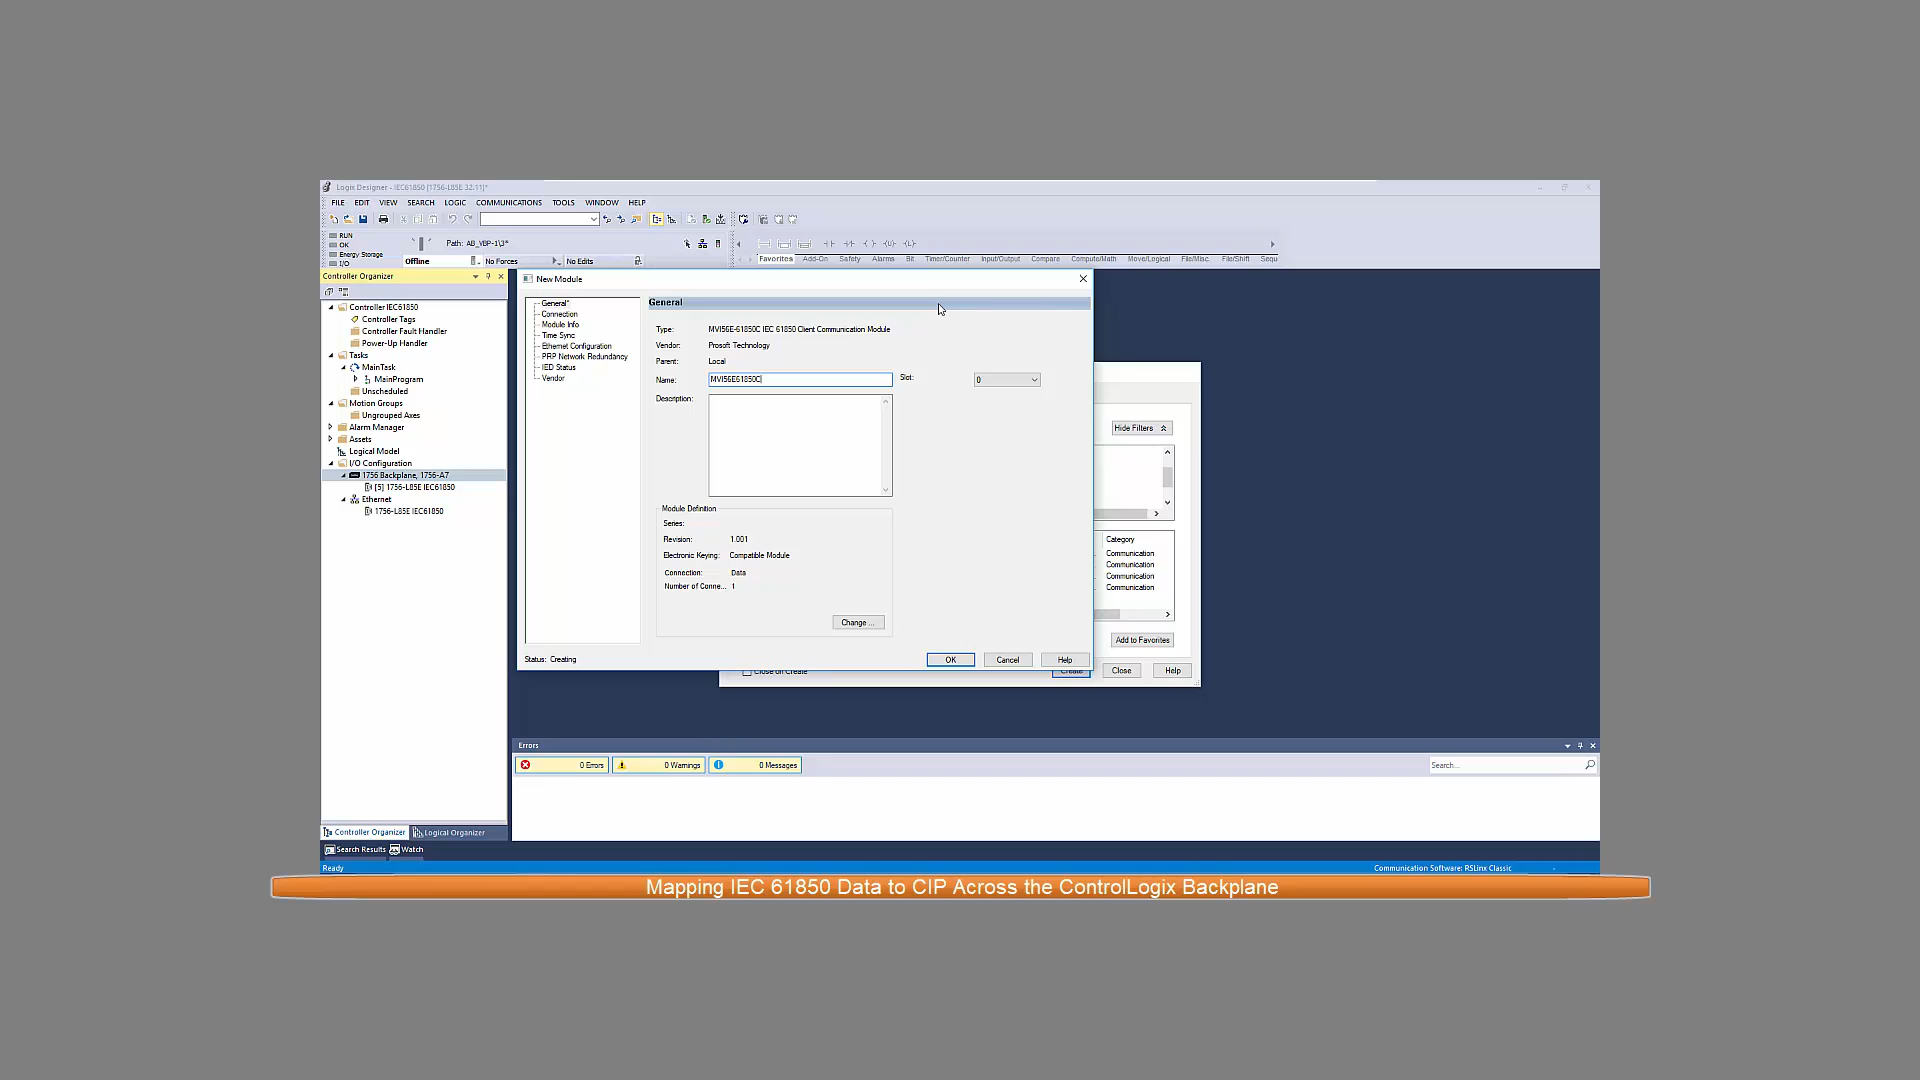 Logix Designer - IEC61850 [1756-L85E 32.11]*
FILE EDIT VIEW SEARCH LOGIC COMMUNICATIONS TOOLS WINDOW HELP
RUN
OK
Energy Storage
I/O
Path: AB_VBP-1\3*
Offline
No Forces
No Edits
Favorites Add-On Safety Alarms Bit Timer/Counter Input/Output Compare Compute/Math Move/Logical File/Misc. File/Shift Sequ
Controller Organizer
Controller IEC61850
Controller Tags
Controller Fault Handler
Power-Up Handler
Tasks
MainTask
MainProgram
Unscheduled
Motion Groups
Ungrouped Axes
Alarm Manager
Assets
Logical Model
I/O Configuration
1756 Backplane, 1756-A7
[5] 1756-L85E IEC61850
Ethernet
1756-L85E IEC61850
Controller Organizer
Logical Organizer
New Module
General*
Connection
Module Info
Time Sync
Ethernet Configuration
PRP Network Redundancy
IED Status
Vendor
General
Type: MVI56E-61850C IEC 61850 Client Communication Module
Vendor: Prosoft Technology
Parent: Local
Name: MVI56E61850C
Slot: 0
Description:
Module Definition
Series:
Revision: 1.001
Electronic Keying: Compatible Module
Connection: Data
Number of Conne... 1
Change ...
Status: Creating
OK
Cancel
Help
Hide Filters
Category
Communication
Communication
Communication
Communication
Add to Favorites
Close on Create
Create
Close
Help
Errors
0 Errors
0 Warnings
0 Messages
Search...
Search Results
Watch
Ready
Communication Software: RSLinx Classic
Mapping IEC 61850 Data to CIP Across the ControlLogix Backplane